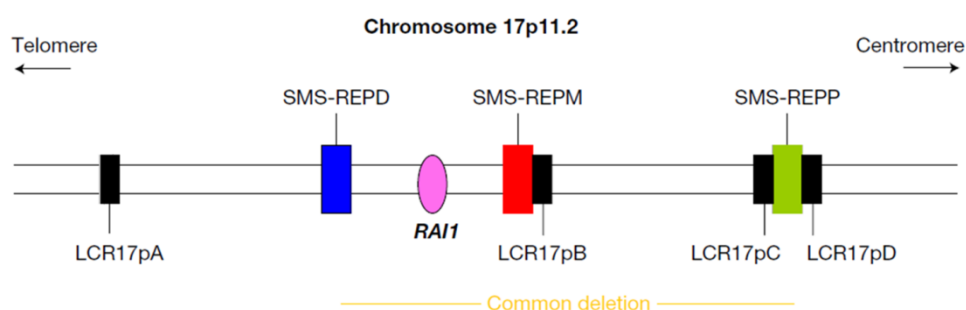 Chromosome 17p11.2
Telomere
Centromere
SMS-REPD
SMS-REPM
SMS-REPP
RAI1
LCR17pA
LCR17pB
LCR17pC
LCR17pD
Common deletion